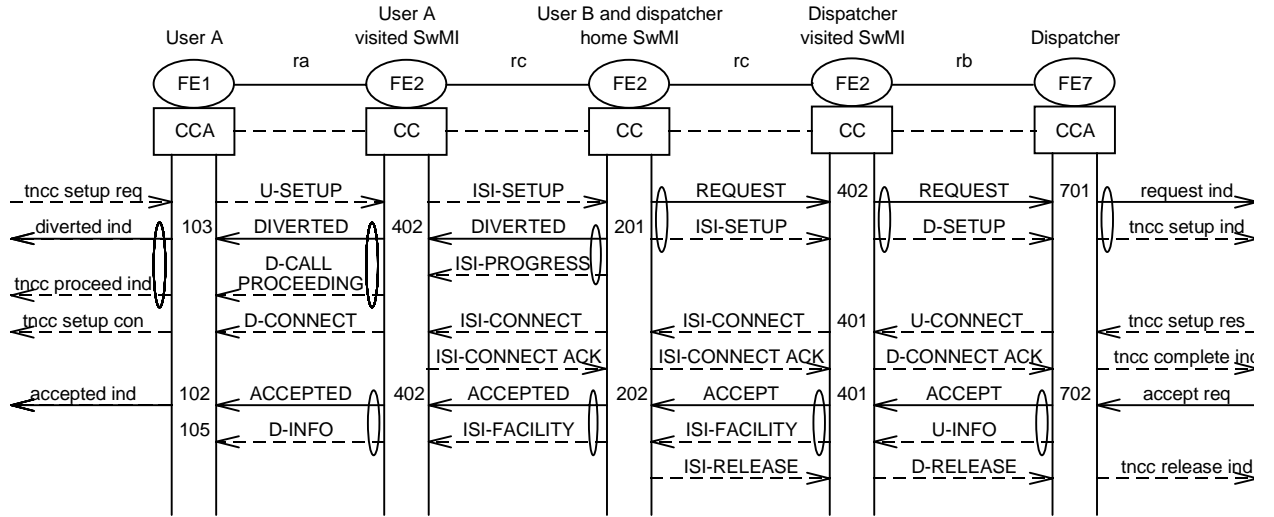 User A
User A
visited SwMI
User B and dispatcher
home SwMI
Dispatcher
visited SwMI
Dispatcher
ra
rc
rc
rb
FE1
FE2
FE2
FE2
FE7
CCA
CC
CC
CC
CCA
tncc setup req
U-SETUP
ISI-SETUP
REQUEST
402
REQUEST
701
request ind
diverted ind
103
DIVERTED
402
DIVERTED
201
ISI-SETUP
D-SETUP
tncc setup ind
D-CALL
ISI-PROGRESS
tncc proceed ind
PROCEEDING
tncc setup con
D-CONNECT
ISI-CONNECT
ISI-CONNECT
401
U-CONNECT
tncc setup res
ISI-CONNECT ACK
ISI-CONNECT ACK
D-CONNECT ACK
tncc complete inc
accepted ind
102
ACCEPTED
402
ACCEPTED
202
ACCEPT
401
ACCEPT
702
accept req
105
D-INFO
ISI-FACILITY
ISI-FACILITY
U-INFO
ISI-RELEASE
D-RELEASE
tncc release ind